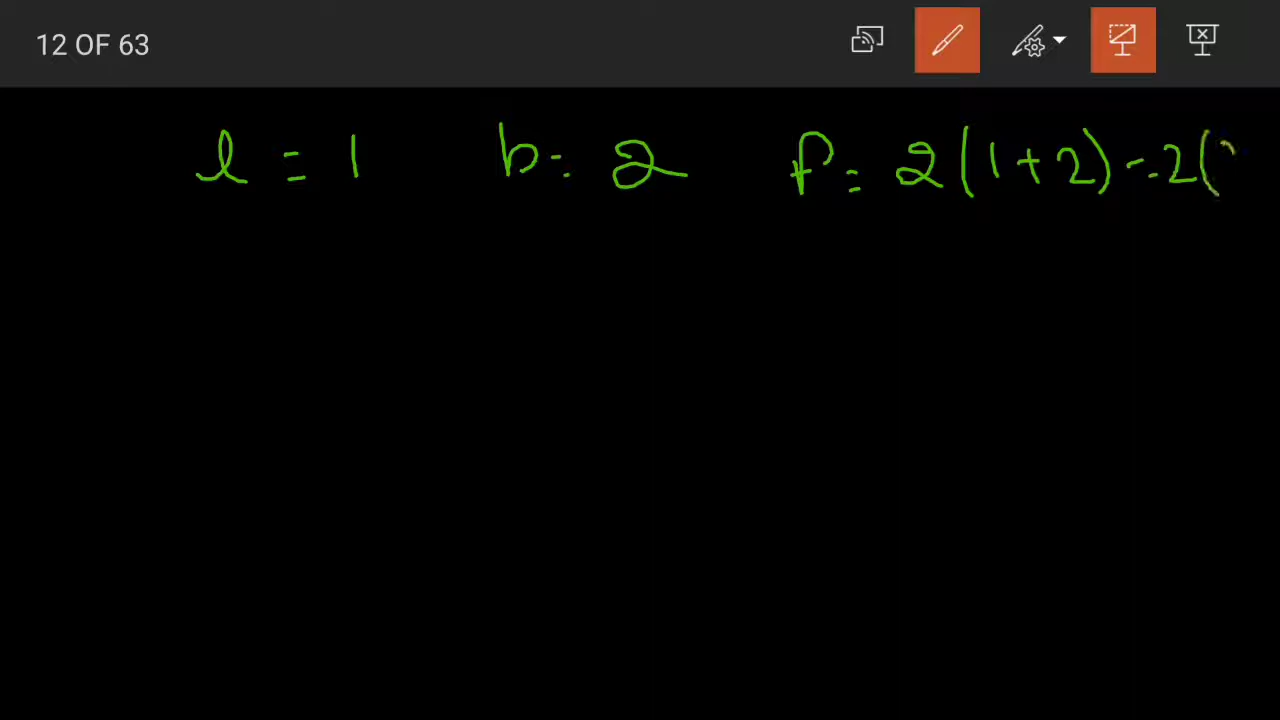 12 OF 63
l = 1 b = 2 P = 2(1+2) = 2(